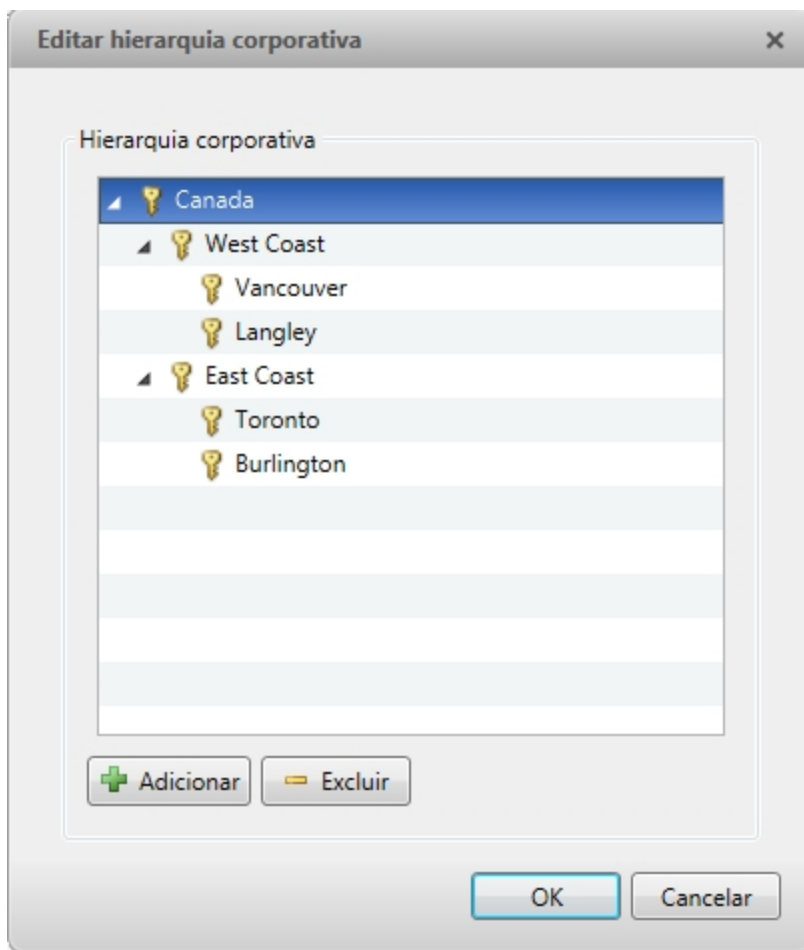 Editar hierarquia corporativa
Hierarquia corporativa
Canada
West Coast
Vancouver
Langley
East Coast
Toronto
Burlington
Adicionar Excluir
OK Cancelar